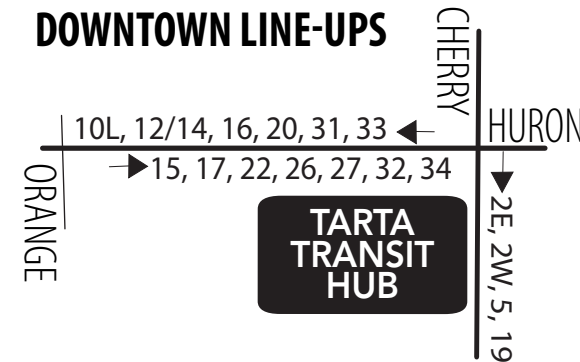 DOWNTOWN LINE-UPS
CHERRY
HURON
10L, 12/14, 16, 20, 31, 33
15, 17, 22, 26, 27, 32, 34
ORANGE
TARTA
TRANSIT
HUB
2E, 2W, 5, 19